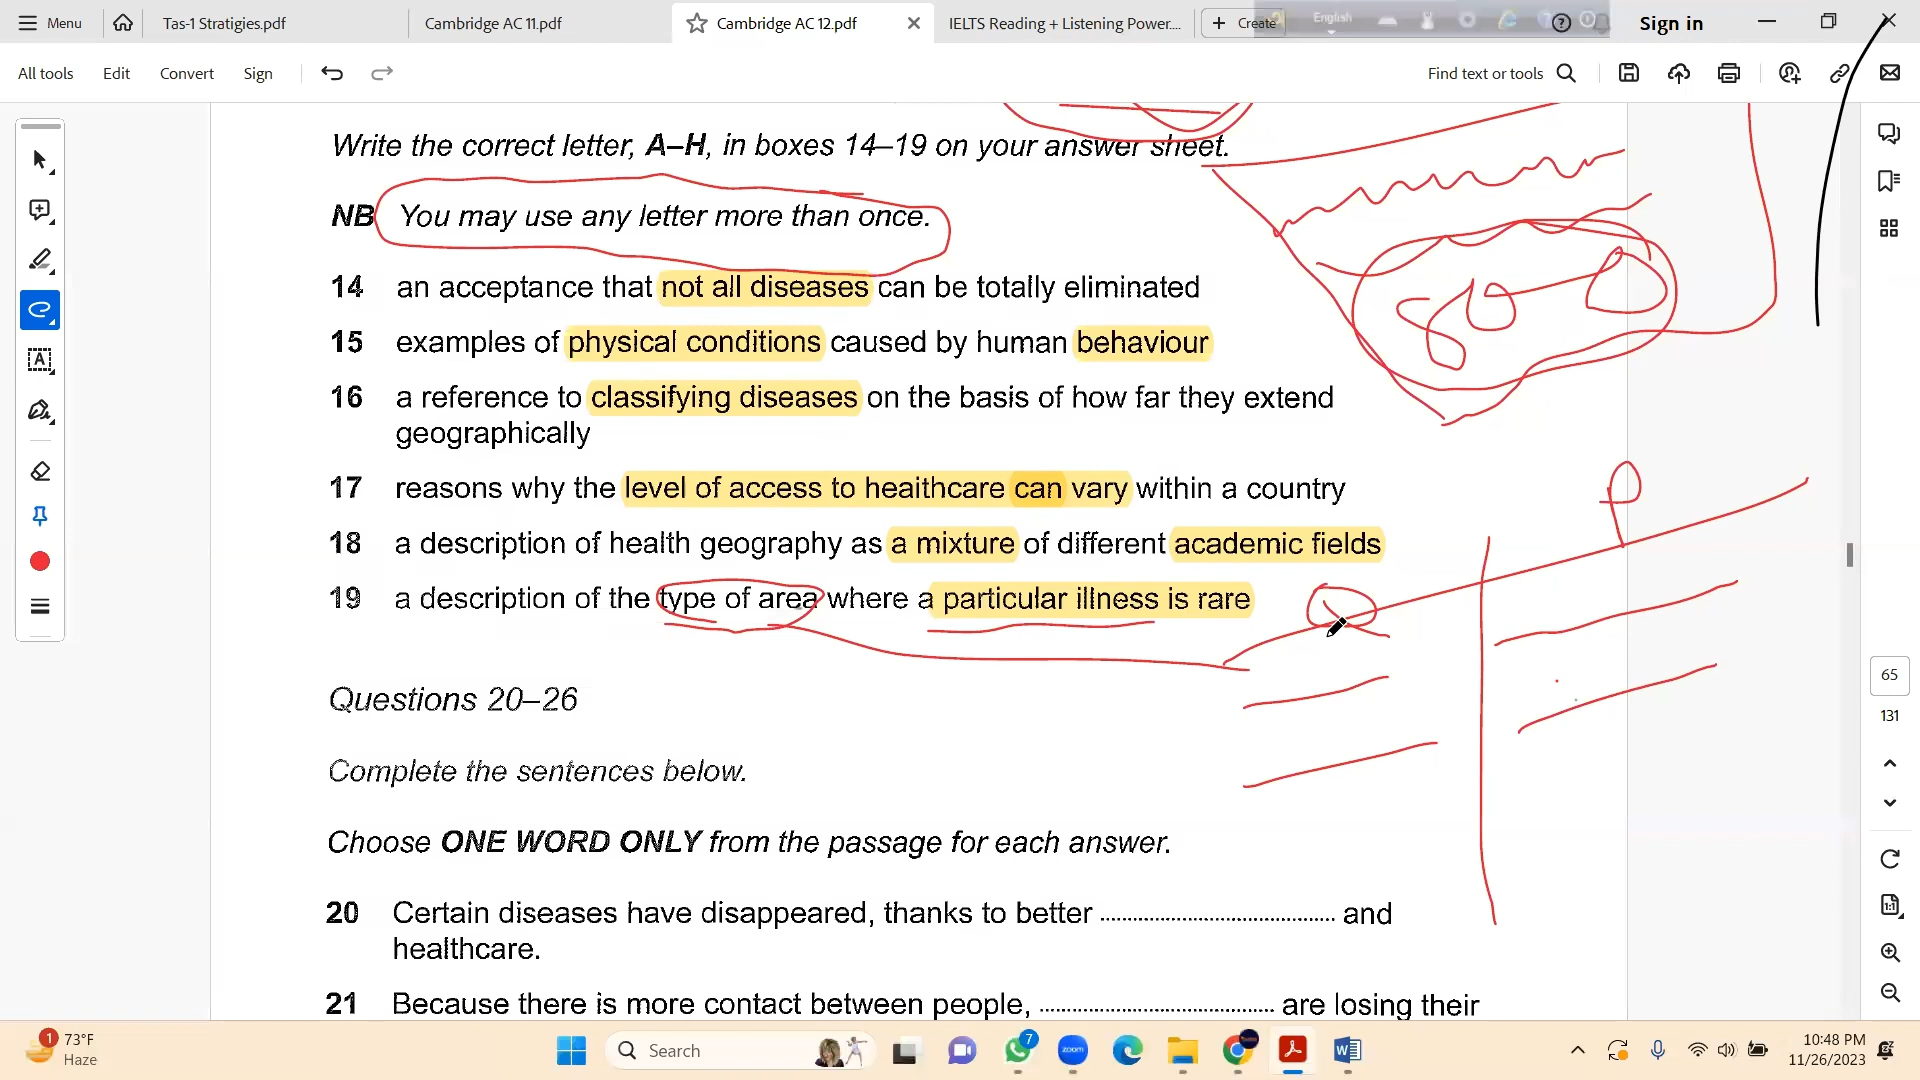 Menu
Tas-1 Stratigies.pdf
Cambridge AC 11.pdf
Cambridge AC 12.pdf
IELTS Reading + Listening Power....
Create
English
Sign in
All tools
Edit
Convert
Sign
Find text or tools
Write the correct letter, A–H, in boxes 14–19 on your answer sheet.
NB You may use any letter more than once.
14 an acceptance that not all diseases can be totally eliminated
15 examples of physical conditions caused by human behaviour
16 a reference to classifying diseases on the basis of how far they extend
geographically
17 reasons why the level of access to healthcare can vary within a country
18 a description of health geography as a mixture of different academic fields
19 a description of the type of area where a particular illness is rare
Questions 20–26
Complete the sentences below.
Choose ONE WORD ONLY from the passage for each answer.
20 Certain diseases have disappeared, thanks to better .................................... and
healthcare.
21 Because there is more contact between people, .................................... are losing their
65
131
1:1
1
73°F
Haze
Search
7
zoom
10:48 PM
11/26/2023